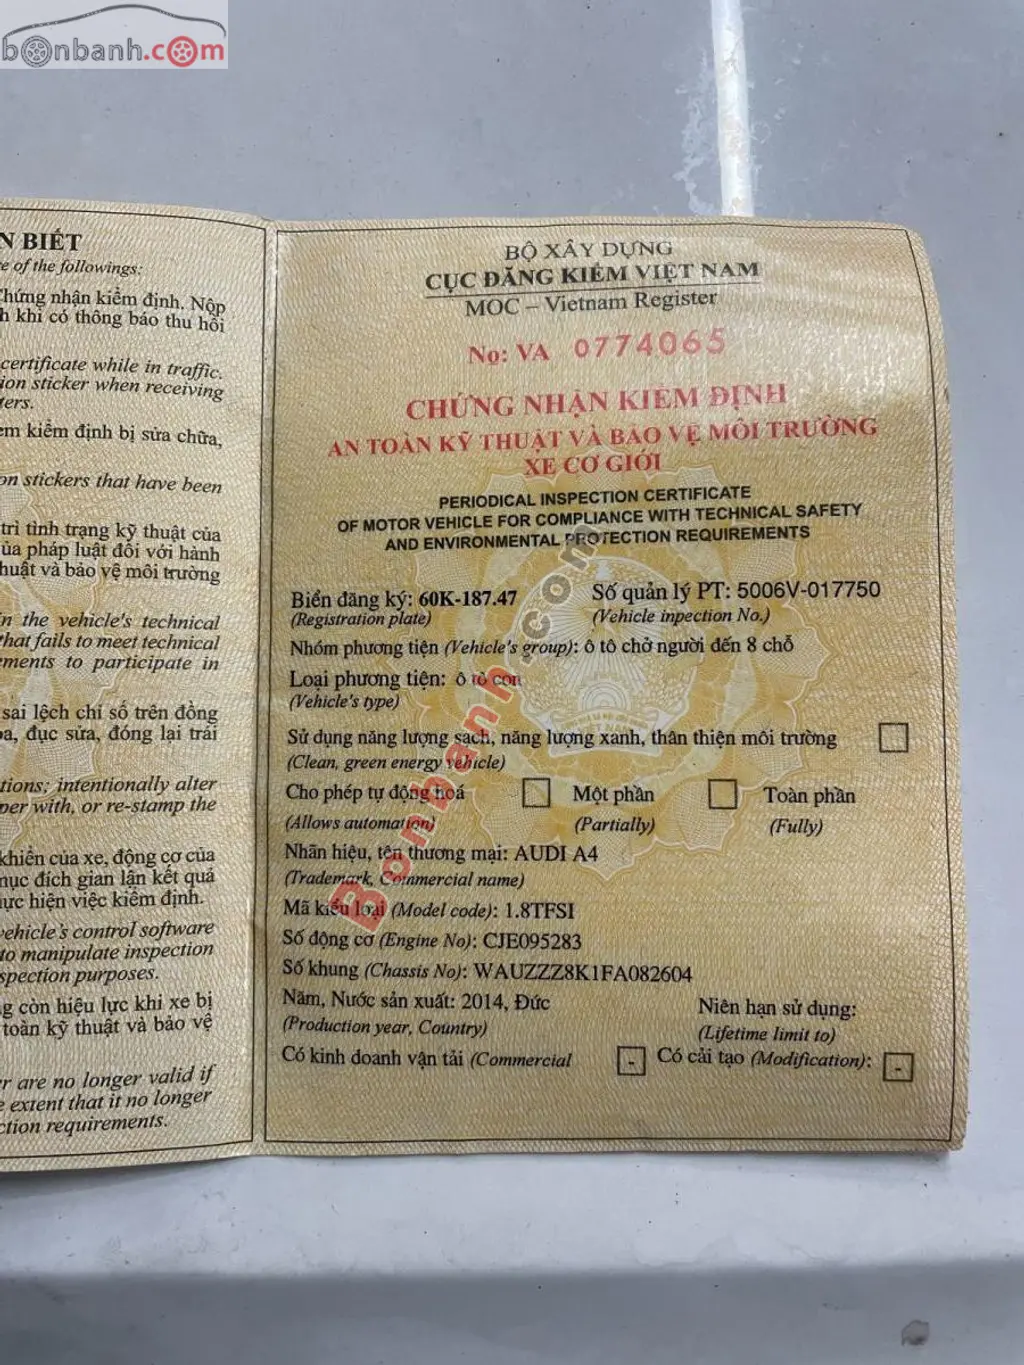 bonbanh.com
N BIẾT
e of the followings:
Chứng nhận kiểm định. Nộp
h khi có thông báo thu hồi
certificate while in traffic.
ion sticker when receiving
ters.
em kiểm định bị sửa chữa,
on stickers that have been
trì tình trạng kỹ thuật của
ủa pháp luật đối với hành
huật và bảo vệ môi trường
n the vehicle's technical
that fails to meet technical
ements to participate in
sai lệch chỉ số trên đồng
oa, đục sửa, đóng lại trái
tions; intentionally alter
per with, or re-stamp the
khiển của xe, động cơ của
mục đích gian lận kết quả
hực hiện việc kiểm định.
vehicle's control software
to manipulate inspection
spection purposes.
g còn hiệu lực khi xe bị
toàn kỹ thuật và bảo vệ
r are no longer valid if
e extent that it no longer
ction requirements.
BỘ XÂY DỰNG
CỤC ĐĂNG KIỂM VIỆT NAM
MOC – Vietnam Register
Nọ: VA 0774065
CHỨNG NHẬN KIỂM ĐỊNH
AN TOÀN KỸ THUẬT VÀ BẢO VỆ MÔI TRƯỜNG
XE CƠ GIỚI
PERIODICAL INSPECTION CERTIFICATE
OF MOTOR VEHICLE FOR COMPLIANCE WITH TECHNICAL SAFETY
AND ENVIRONMENTAL PROTECTION REQUIREMENTS
Biển đăng ký: 60K-187.47 Số quản lý PT: 5006V-017750
(Registration plate) (Vehicle inpection No.)
Nhóm phương tiện (Vehicle's group): ô tô chở người đến 8 chỗ
Loại phương tiện: ô tô con
(Vehicle's type)
Sử dụng năng lượng sạch, năng lượng xanh, thân thiện môi trường
(Clean, green energy vehicle)
Cho phép tự động hoá Một phần Toàn phần
(Allows automation) (Partially) (Fully)
Nhãn hiệu, tên thương mại: AUDI A4
(Trademark, Commercial name)
Mã kiểu loại (Model code): 1.8TFSI
Số động cơ (Engine No): CJE095283
Số khung (Chassis No): WAUZZZ8K1FA082604
Năm, Nước sản xuất: 2014, Đức Niên hạn sử dụng:
(Production year, Country) (Lifetime limit to)
Có kinh doanh vận tải (Commercial - Có cải tạo (Modification): -
Bonbanh.com